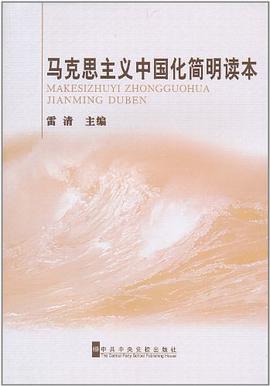 马克思主义中国化简明读本
MAKESIZHUYI ZHONGGUOHUA
JIANMING DUBEN
雷清 主编
中共中央党校出版社
The Central Party School Publishing House